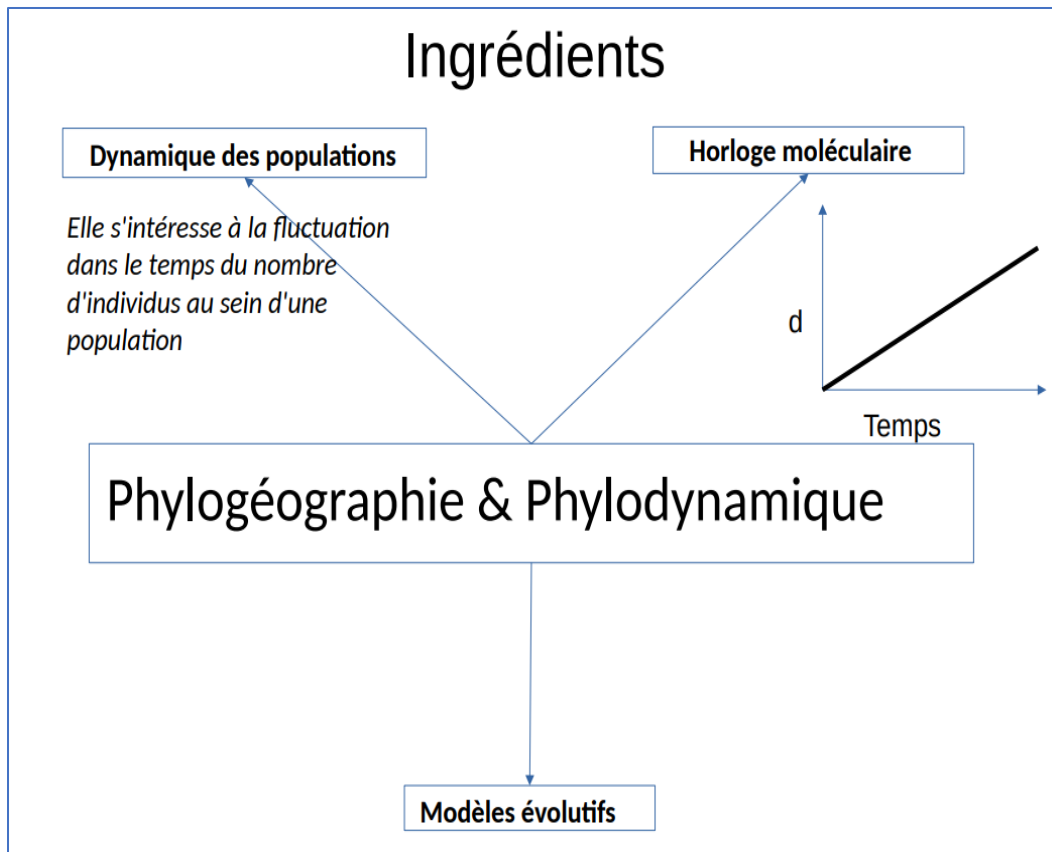 Ingrédients
Dynamique des populations
Horloge moléculaire
Elle s'intéresse à la fluctuation
dans le temps du nombre
d'individus au sein d'une
population
d
Temps
Phylogéographie & Phylodynamique
Modèles évolutifs